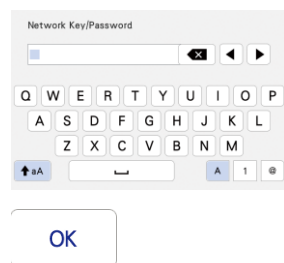 Network Key/Password
Q W E R T Y U I O P
A S D F G H J K L
Z X C V B N M
aA A 1 @
OK